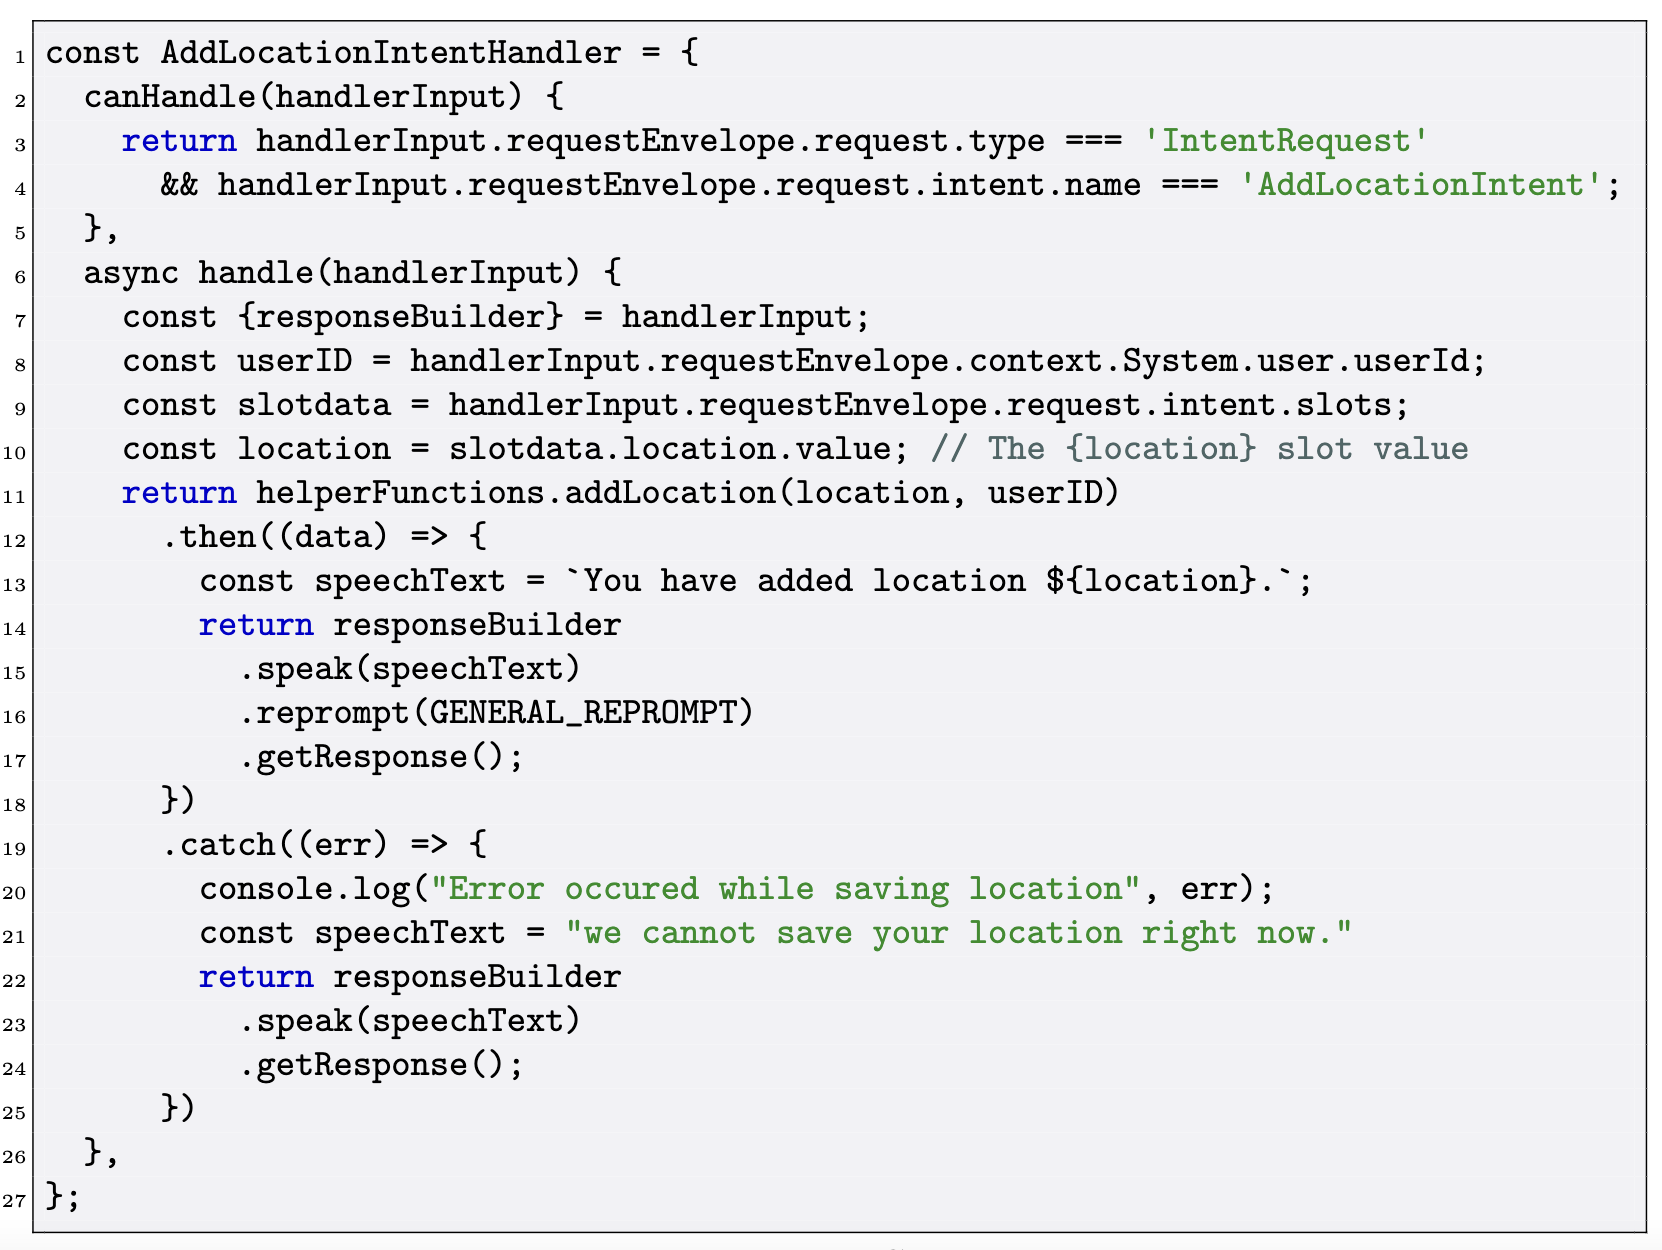 1 const AddLocationIntentHandler = {
2   canHandle(handlerInput) {
3     return handlerInput.requestEnvelope.request.type === 'IntentRequest'
4       && handlerInput.requestEnvelope.request.intent.name === 'AddLocationIntent';
5   },
6   async handle(handlerInput) {
7     const {responseBuilder} = handlerInput;
8     const userID = handlerInput.requestEnvelope.context.System.user.userId;
9     const slotdata = handlerInput.requestEnvelope.request.intent.slots;
10     const location = slotdata.location.value; // The {location} slot value
11     return helperFunctions.addLocation(location, userID)
12       .then((data) => {
13         const speechText = `You have added location ${location}.`;
14         return responseBuilder
15           .speak(speechText)
16           .reprompt(GENERAL_REPROMPT)
17           .getResponse();
18       })
19       .catch((err) => {
20         console.log("Error occured while saving location", err);
21         const speechText = "we cannot save your location right now."
22         return responseBuilder
23           .speak(speechText)
24           .getResponse();
25       })
26   },
27 };